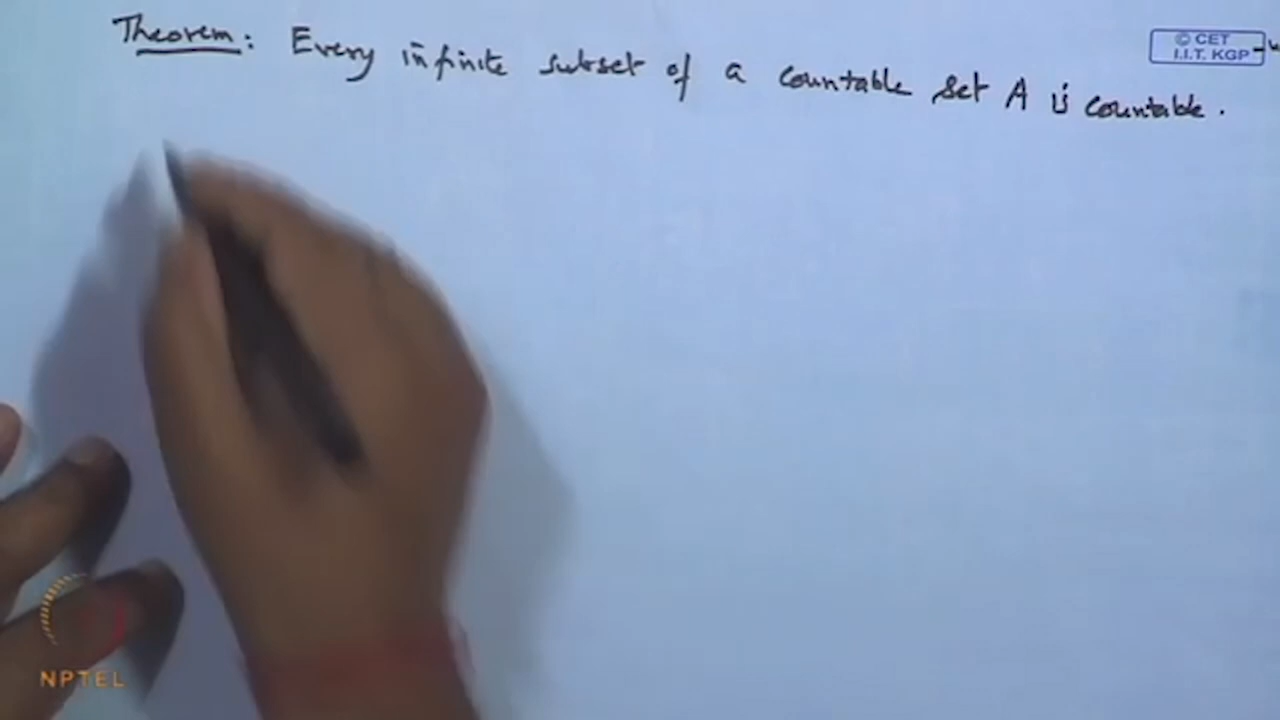 Theorem: Every infinite subset of a countable set A is countable.
© CET
I.I.T. KGP
NPTEL